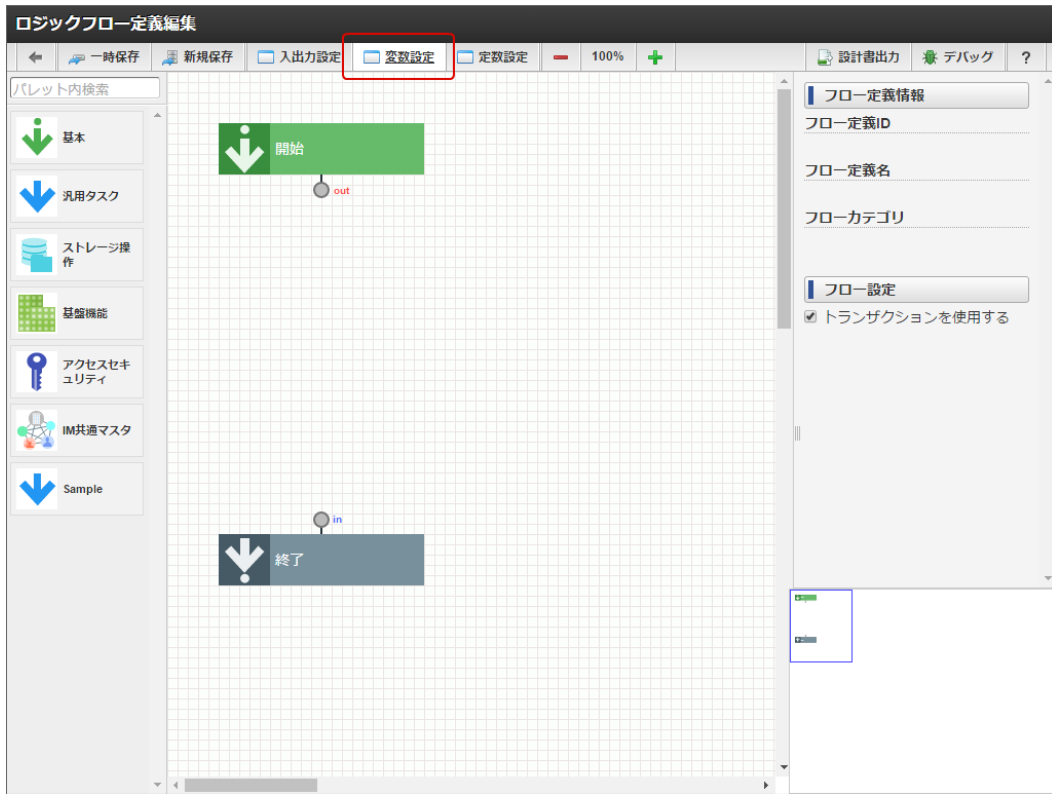 ロジックフロー定義編集
一時保存 新規保存 入出力設定 変数設定 定数設定 100% 設計書出力 デバッグ ?
パレット内検索
基本
汎用タスク
ストレージ操
作
基盤機能
アクセスセキ
ュリティ
IM共通マスタ
Sample
開始
out
in
終了
フロー定義情報
フロー定義ID
フロー定義名
フローカテゴリ
フロー設定
トランザクションを使用する